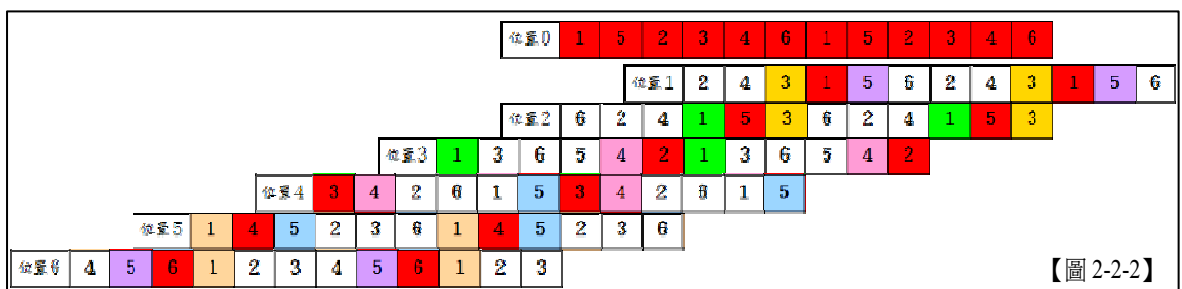 位置0 1 5 2 3 4 6 1 5 2 3 4 6
位置1 2 4 3 1 5 6 2 4 3 1 5 6
位置2 6 2 4 1 5 3 6 2 4 1 5 3
位置3 1 3 6 5 4 2 1 3 6 5 4 2
位置4 3 4 2 6 1 5 3 4 2 6 1 5
位置5 1 4 5 2 3 6 1 4 5 2 3 6
位置6 4 5 6 1 2 3 4 5 6 1 2 3
【圖 2-2-2】